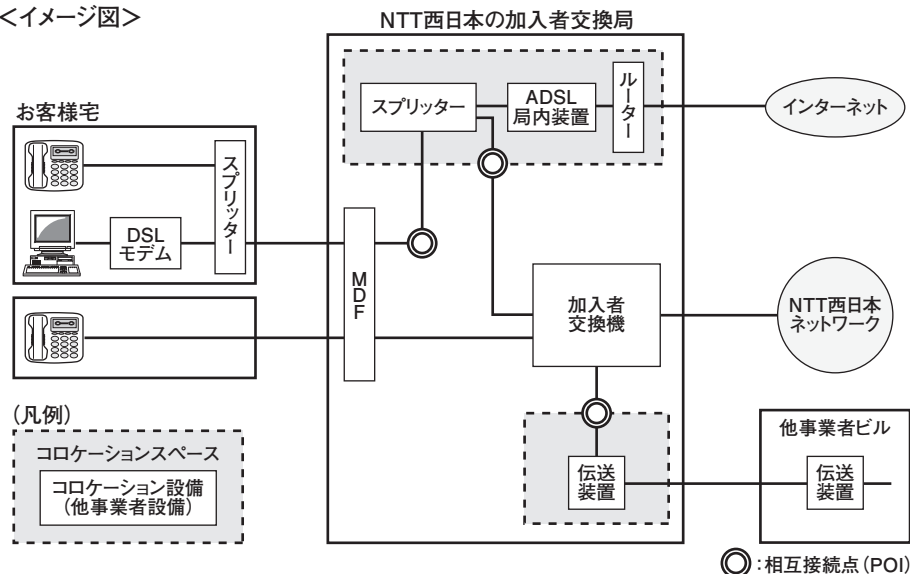 <イメージ図>
NTT西日本の加入者交換局
スプリッター
ADSL
局内装置
ルーター
インターネット
お客様宅
スプリッター
DSL
モデム
MDF
加入者
交換機
NTT西日本
ネットワーク
(凡例)
コロケーションスペース
コロケーション設備
(他事業者設備)
伝送
装置
他事業者ビル
伝送
装置
:相互接続点(POI)